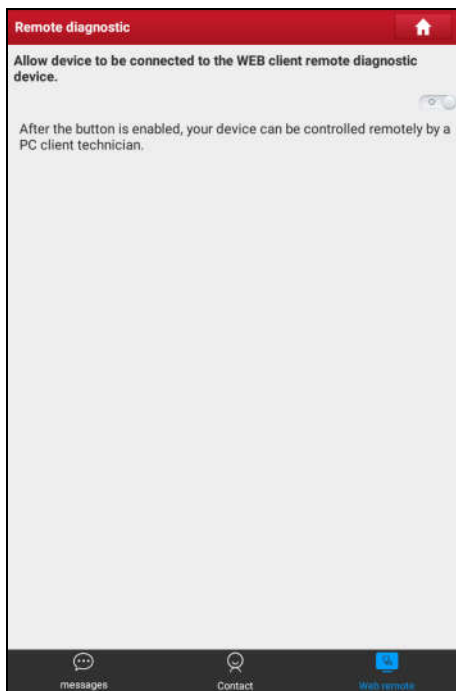 Remote diagnostic
Allow device to be connected to the WEB client remote diagnostic
device.
After the button is enabled, your device can be controlled remotely by a
PC client technician.
messages
Contact
Web remote